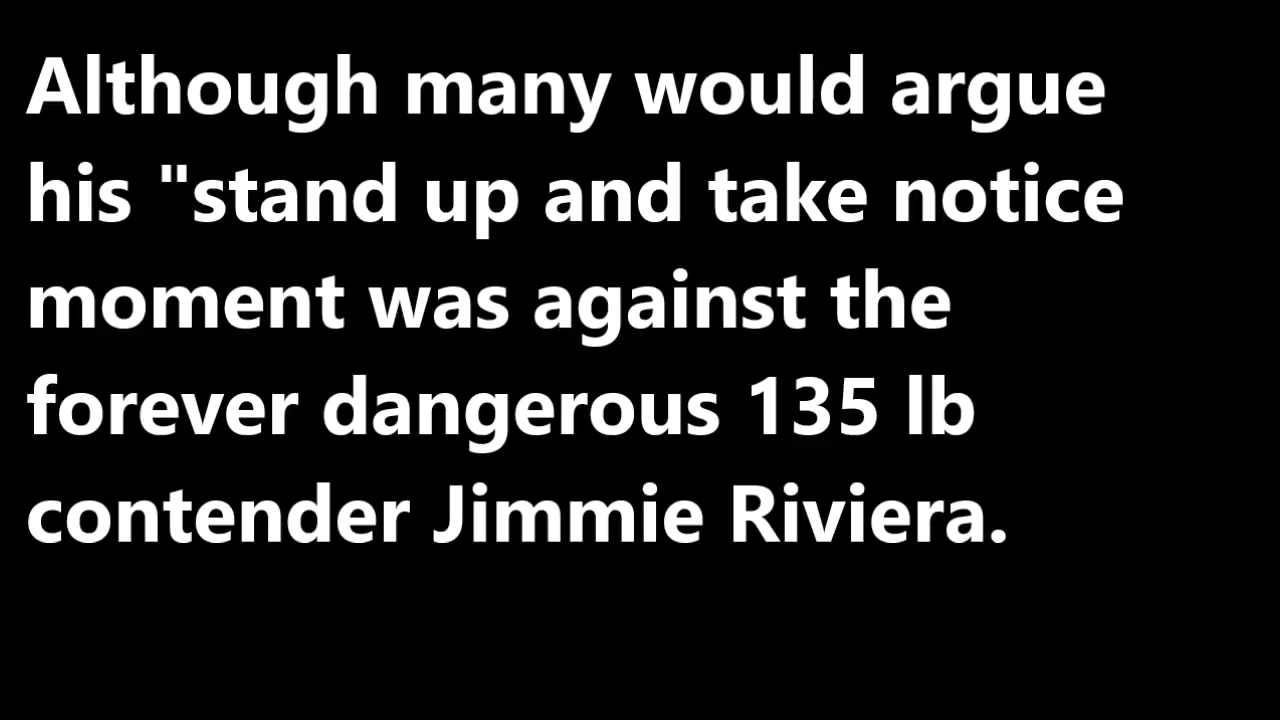 Although many would argue
his "stand up and take notice
moment was against the
forever dangerous 135 lb
contender Jimmie Riviera.